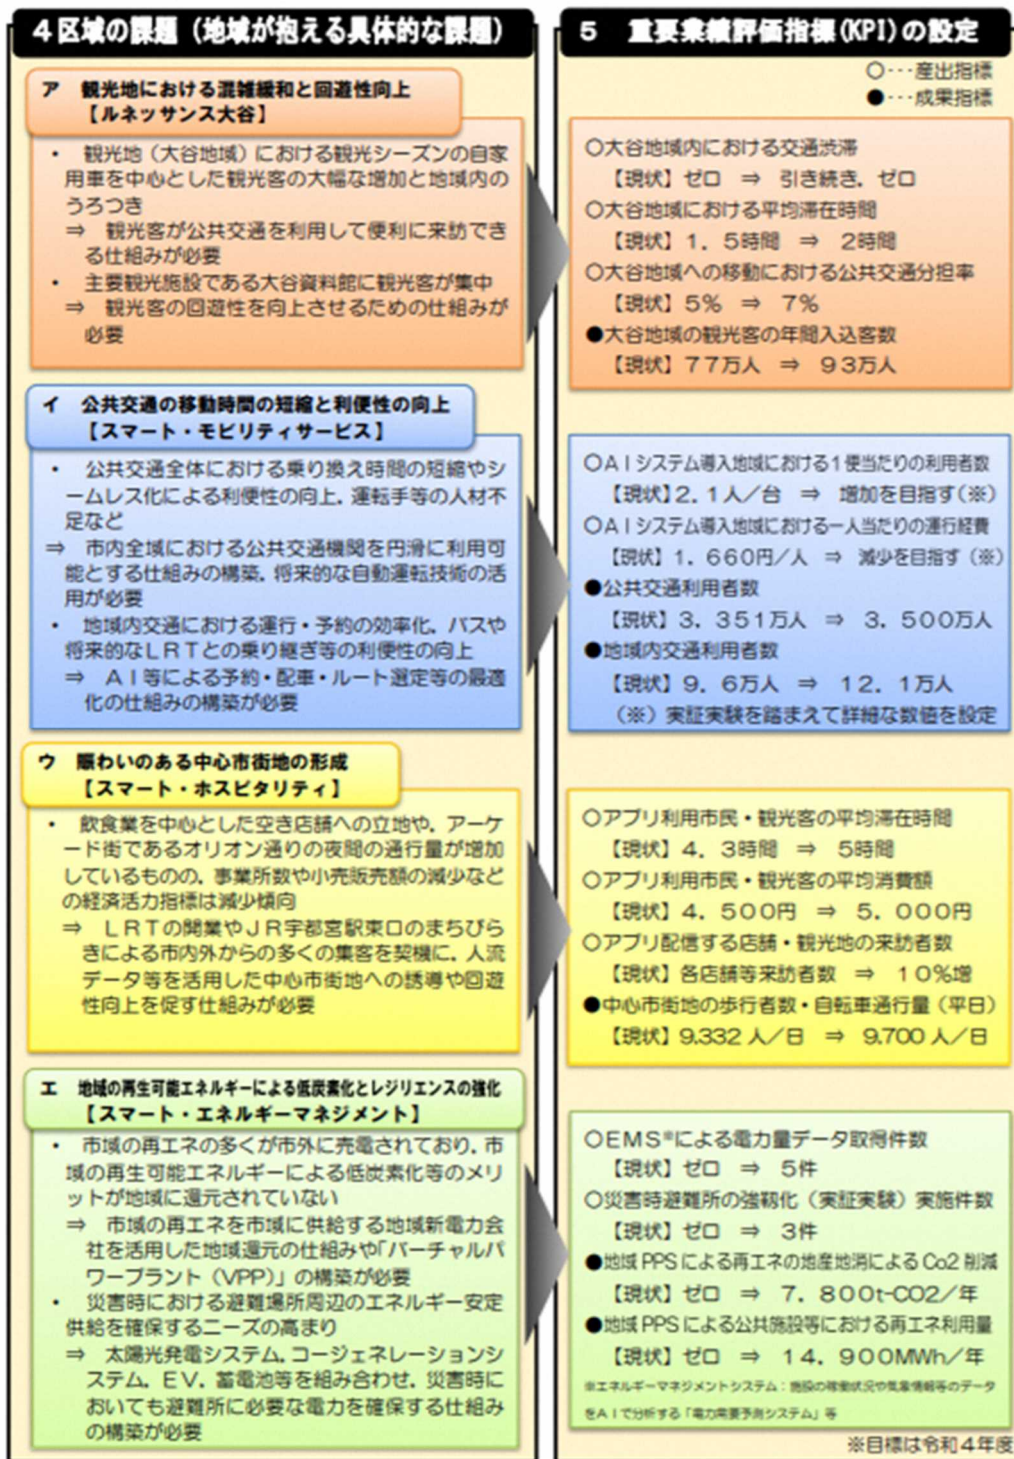 4区域の課題（地域が抱える具体的な課題）
ア　観光地における混雑緩和と回遊性向上
【ルネッサンス大谷】
・　観光地（大谷地域）における観光シーズンの自家
用車を中心とした観光客の大幅な増加と地域内の
うろつき
⇒　観光客が公共交通を利用して便利に来訪でき
る仕組みが必要
・　主要観光施設である大谷資料館に観光客が集中
⇒　観光客の回遊性を向上させるための仕組みが
必要
イ　公共交通の移動時間の短縮と利便性の向上
【スマート・モビリティサービス】
・　公共交通全体における乗り換え時間の短縮やシ
ームレス化による利便性の向上，運転手等の人材不
足など
⇒　市内全域における公共交通機関を円滑に利用可
能とする仕組みの構築，将来的な自動運転技術の活
用が必要
・　地域内交通における運行・予約の効率化，バスや
将来的なＬＲＴとの乗り継ぎ等の利便性の向上
⇒　ＡＩ等による予約・配車・ルート選定等の最適
化の仕組みの構築が必要
ウ　賑わいのある中心市街地の形成
【スマート・ホスピタリティ】
・　飲食業を中心とした空き店舗への立地や，アーケ
ード街であるオリオン通りの夜間の通行量が増加
しているものの，事業所数や小売販売額の減少など
の経済活力指標は減少傾向
⇒　ＬＲＴの開業やＪＲ宇都宮駅東口のまちびら
きによる市内外からの多くの集客を契機に，人流
データ等を活用した中心市街地への誘導や回遊
性向上を促す仕組みが必要
エ　地域の再生可能エネルギーによる低炭素化とレジリエンスの強化
【スマート・エネルギーマネジメント】
・　市域の再エネの多くが市外に売電されており，市
域の再生可能エネルギーによる低炭素化等のメリ
ットが地域に還元されていない
⇒　市域の再エネを市域に供給する地域新電力会
社を活用した地域還元の仕組みや「バーチャルパ
ワープラント（VPP）」の構築が必要
・　災害時における避難場所周辺のエネルギー安定
供給を確保するニーズの高まり
⇒　太陽光発電システム，コージェネレーションシ
ステム，ＥＶ，蓄電池等を組み合わせ，災害時に
おいても避難所に必要な電力を確保する仕組み
の構築が必要
5　重要業績評価指標(KPI)の設定
○･･･産出指標
●･･･成果指標
○大谷地域内における交通渋滞
【現状】ゼロ　⇒　引き続き，ゼロ
○大谷地域における平均滞在時間
【現状】１．５時間　⇒　２時間
○大谷地域への移動における公共交通分担率
【現状】５％　⇒　７％
●大谷地域の観光客の年間入込客数
【現状】７７万人　⇒　９３万人
○ＡＩシステム導入地域における１便当たりの利用者数
【現状】２．１人／台　⇒　増加を目指す（※）
○ＡＩシステム導入地域における一人当たりの運行経費
【現状】１，６６０円／人　⇒　減少を目指す（※）
●公共交通利用者数
【現状】３，３５１万人　⇒　３，５００万人
●地域内交通利用者数
【現状】９．６万人　⇒　１２．１万人
（※）実証実験を踏まえて詳細な数値を設定
○アプリ利用市民・観光客の平均滞在時間
【現状】４．３時間　⇒　５時間
○アプリ利用市民・観光客の平均消費額
【現状】４，５００円　⇒　５，０００円
○アプリ配信する店舗・観光地の来訪者数
【現状】各店舗等来訪者数　⇒　１０％増
●中心市街地の歩行者数・自転車通行量（平日）
【現状】9,332 人／日　⇒　9,700 人／日
○ＥＭＳ※による電力量データ取得件数
【現状】ゼロ　⇒　５件
○災害時避難所の強靭化（実証実験）実施件数
【現状】ゼロ　⇒　３件
●地域 PPS による再エネの地産地消による Co2 削減
【現状】ゼロ　⇒　７，８００t-CO2／年
●地域 PPS による公共施設等における再エネ利用量
【現状】ゼロ　⇒　１４，９００MWh／年
※エネルギーマネジメントシステム：施設の稼働状況や気象情報等のデータ
をＡＩで分析する「電力需要予測システム」等
※目標は令和４年度